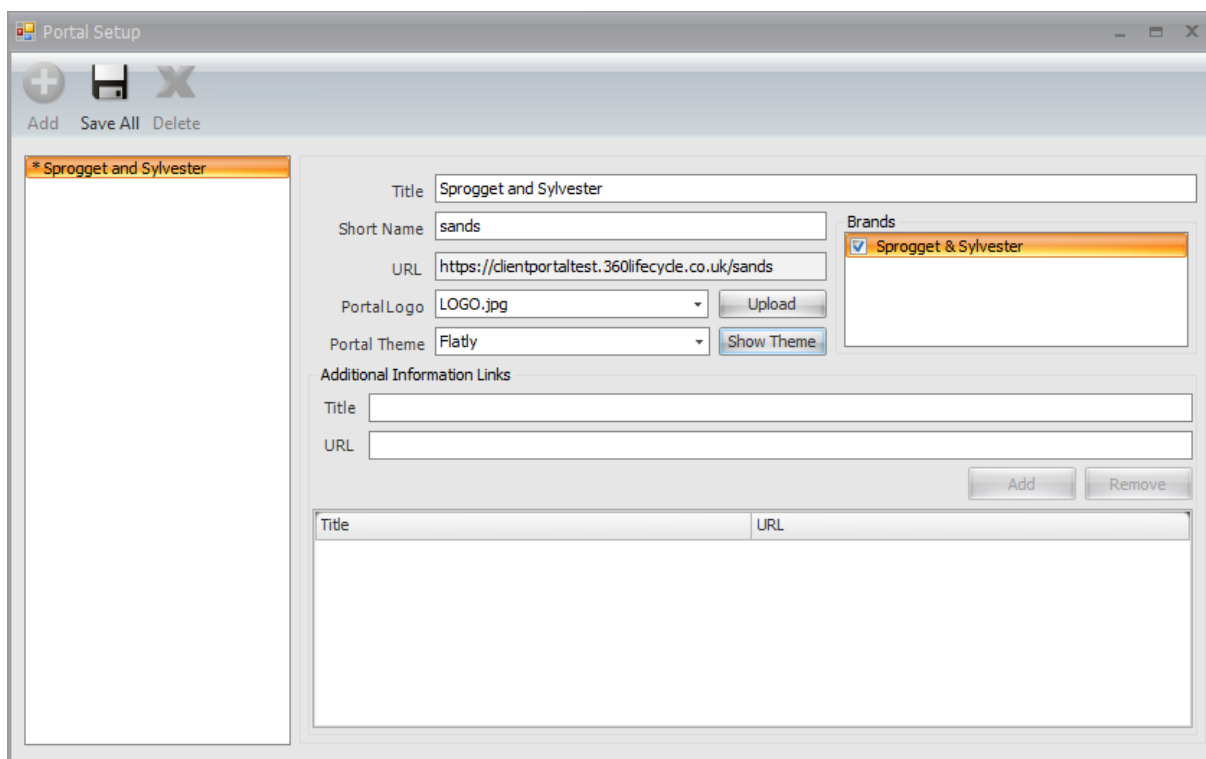 Portal Setup
Add Save All Delete
* Sprogget and Sylvester
Title Sprogget and Sylvester
Short Name sands
URL https://clientportaltest.360lifecycle.co.uk/sands
Portal Logo LOGO.jpg Upload
Portal Theme Flatly Show Theme
Brands
Sprogget & Sylvester
Additional Information Links
Title
URL
Add Remove
Title URL